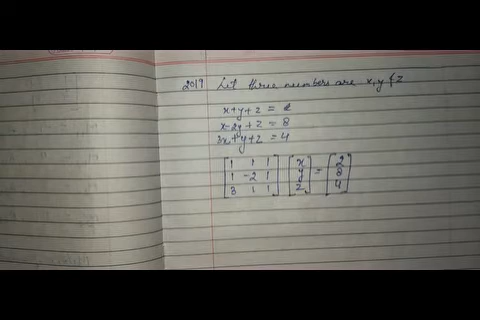 2019 Let three numbers are x, y & z
x+y+z = 2
x-2y+z = 8
3x+y+z = 4
[1 1 1] [x] = [2]
[1 -2 1] [y] [8]
[3 1 1] [z] [4]